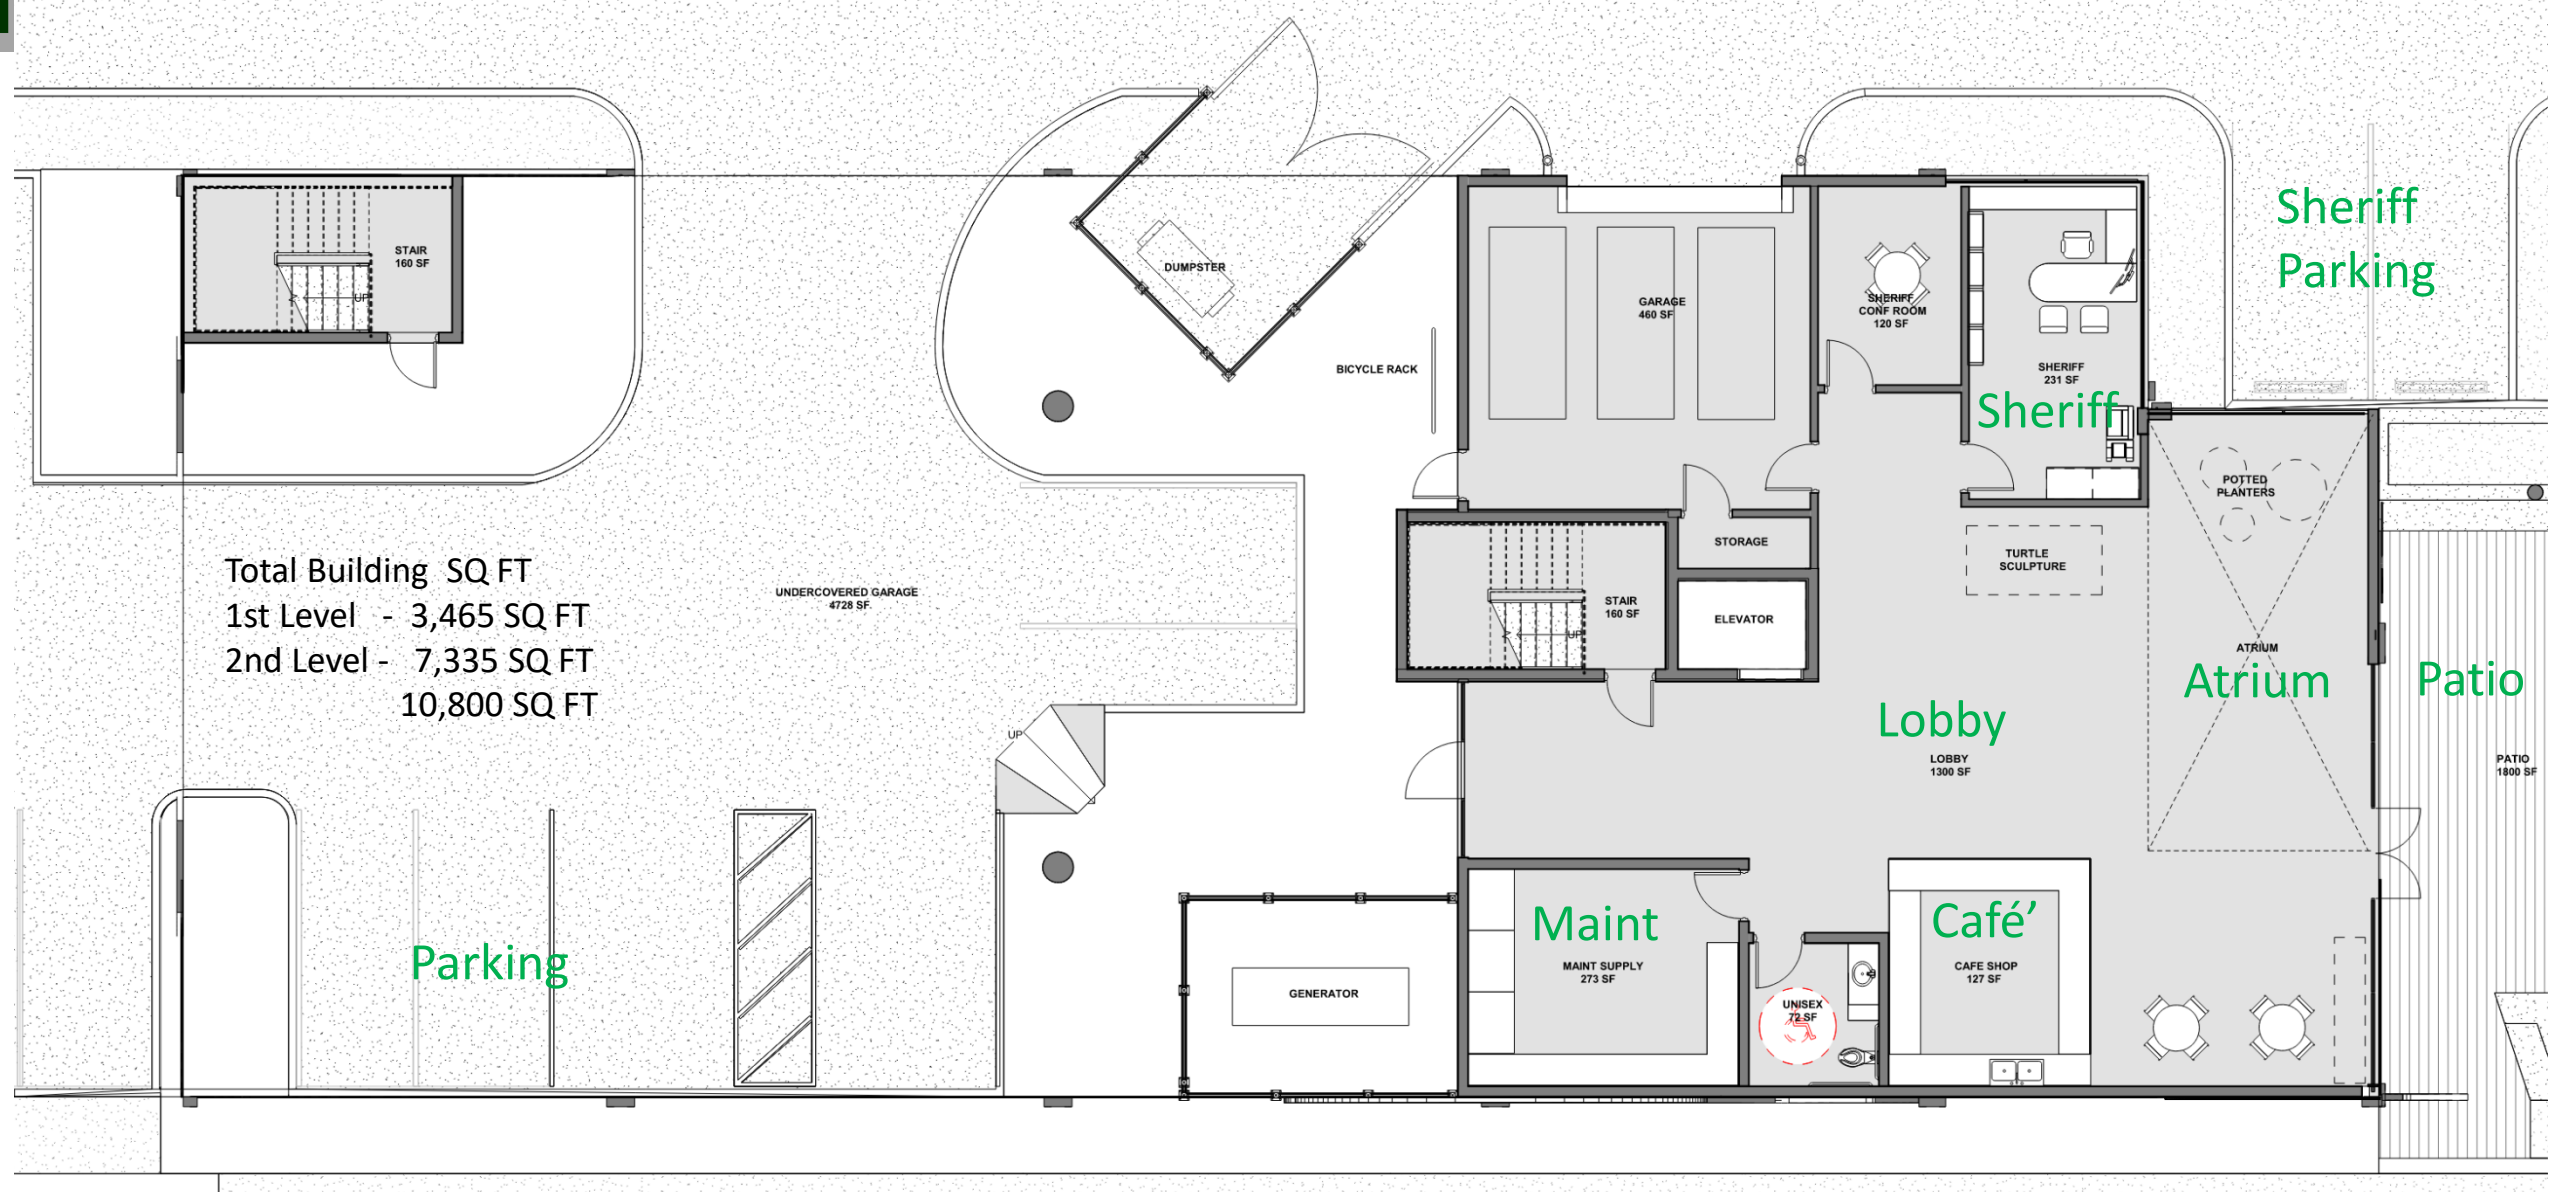 STAIR
160 SF
UP
DUMPSTER
BICYCLE RACK
GARAGE
460 SF
SHERIFF
CONF ROOM
120 SF
SHERIFF
231 SF
Sheriff
Sheriff
Parking
POTTED
PLANTERS
TURTLE
SCULPTURE
STORAGE
ELEVATOR
STAIR
160 SF
UP
Total Building SQ FT
1st Level - 3,465 SQ FT
2nd Level - 7,335 SQ FT
10,800 SQ FT
UNDERCOVERED GARAGE
4728 SF
ATRIUM
Atrium
Patio
Lobby
LOBBY
1300 SF
PATIO
1800 SF
UP
Parking
GENERATOR
Maint
MAINT SUPPLY
273 SF
UNISEX
72 SF
Café’
CAFE SHOP
127 SF